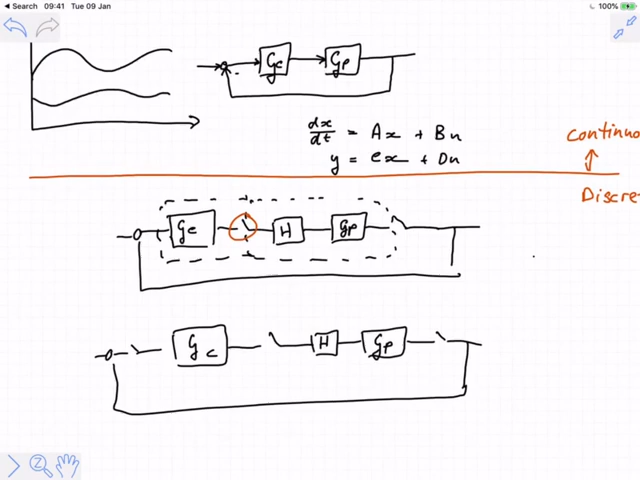 Search 09:41 Tue 09 Jan 100%
Gc Gp
dx/dt = Ax + Bu
y = Cx + Du
Continuo
Discre
Gc H Gp
Gc H Gp